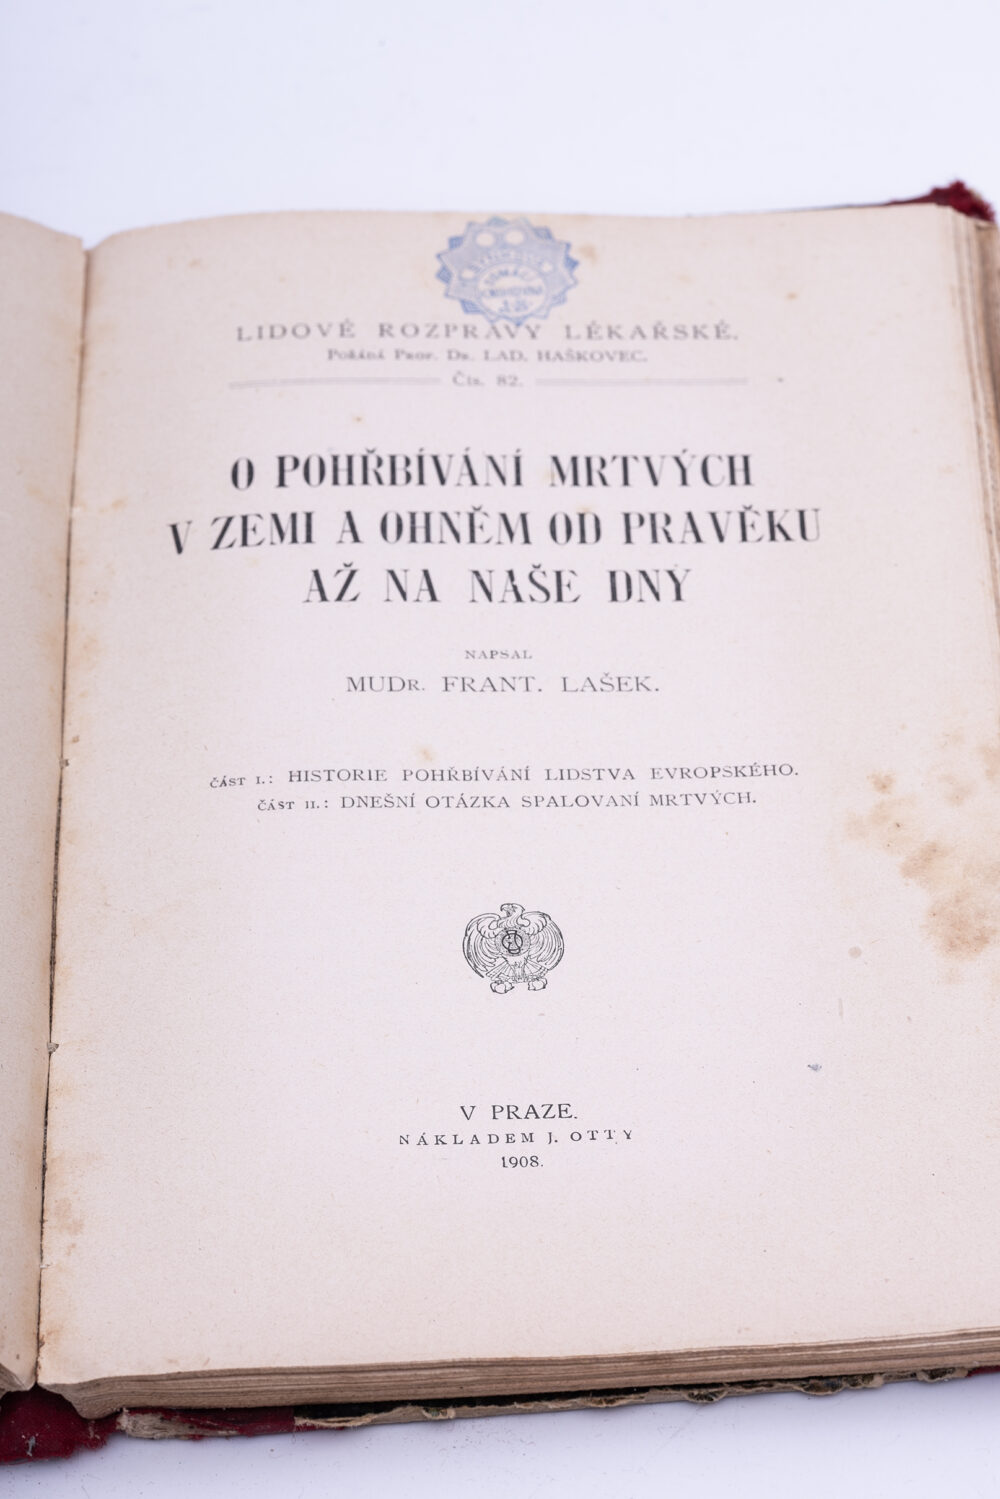 DOMÁCÍ
KNIHOVNA
LIDOVÉ ROZPRAVY LÉKAŘSKÉ.
Pořádá Prof. Dr. LAD. HAŠKOVEC.
Čís. 82.
O POHŘBÍVÁNÍ MRTVÝCH
V ZEMI A OHNĚM OD PRAVĚKU
AŽ NA NAŠE DNY
NAPSAL
MUDR. FRANT. LAŠEK.
ČÁST I.: HISTORIE POHŘBÍVÁNÍ LIDSTVA EVROPSKÉHO.
ČÁST II.: DNEŠNÍ OTÁZKA SPALOVANÍ MRTVÝCH.
V PRAZE.
NÁKLADEM J. OTTY
1908.